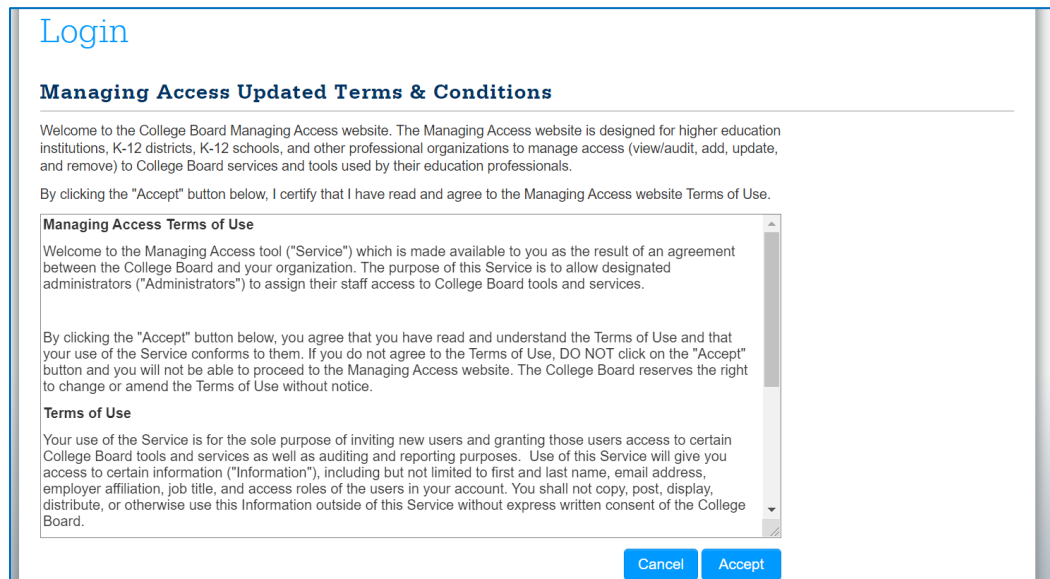 Login
Managing Access Updated Terms & Conditions
Welcome to the College Board Managing Access website. The Managing Access website is designed for higher education
institutions, K-12 districts, K-12 schools, and other professional organizations to manage access (view/audit, add, update,
and remove) to College Board services and tools used by their education professionals.
By clicking the "Accept" button below, I certify that I have read and agree to the Managing Access website Terms of Use.
Managing Access Terms of Use
Welcome to the Managing Access tool ("Service") which is made available to you as the result of an agreement
between the College Board and your organization. The purpose of this Service is to allow designated
administrators ("Administrators") to assign their staff access to College Board tools and services.
By clicking the "Accept" button below, you agree that you have read and understand the Terms of Use and that
your use of the Service conforms to them. If you do not agree to the Terms of Use, DO NOT click on the "Accept"
button and you will not be able to proceed to the Managing Access website. The College Board reserves the right
to change or amend the Terms of Use without notice.
Terms of Use
Your use of the Service is for the sole purpose of inviting new users and granting those users access to certain
College Board tools and services as well as auditing and reporting purposes.  Use of this Service will give you
access to certain information ("Information"), including but not limited to first and last name, email address,
employer affiliation, job title, and access roles of the users in your account. You shall not copy, post, display,
distribute, or otherwise use this Information outside of this Service without express written consent of the College
Board.
Cancel Accept